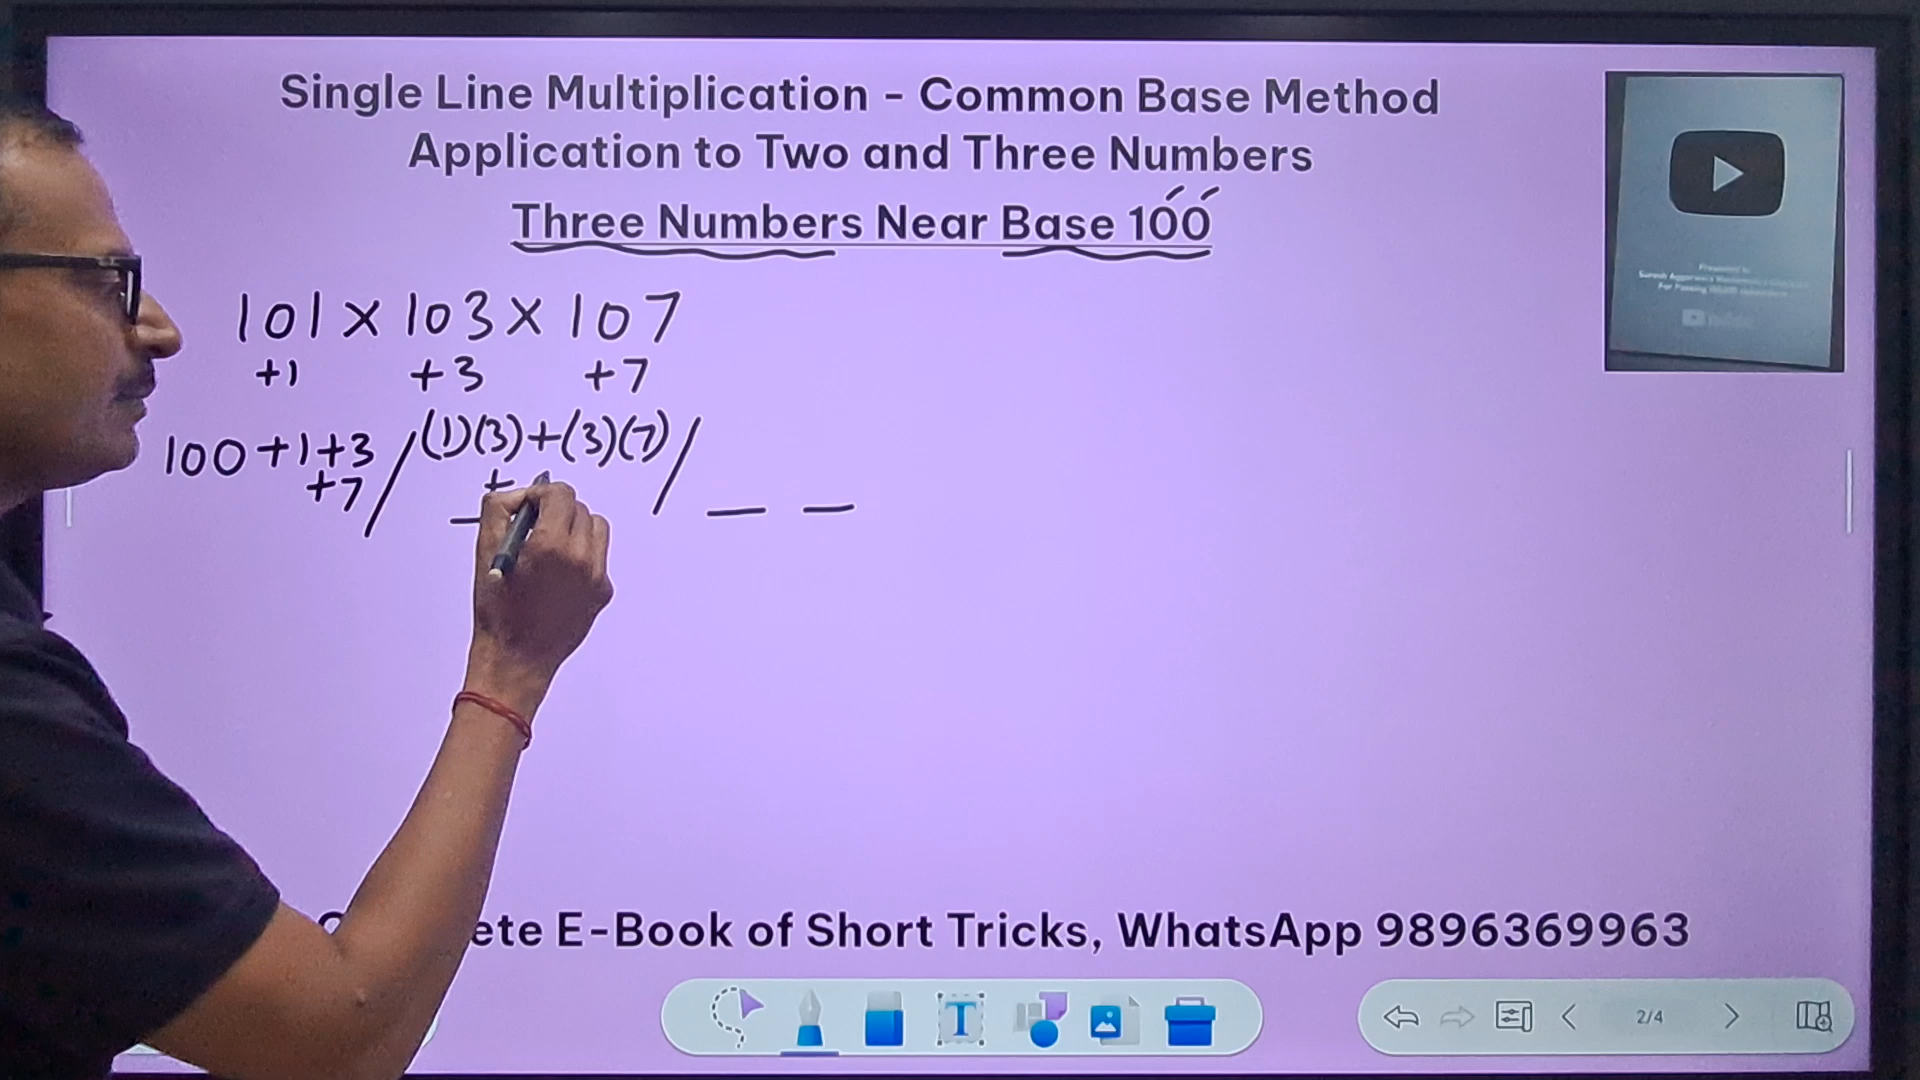 Single Line Multiplication - Common Base Method
Application to Two and Three Numbers
Three Numbers Near Base 100
101 × 103 × 107
+1 +3 +7
100+1+3 / (1)(3)+(3)(7) /
+7 +
ete E-Book of Short Tricks, WhatsApp 9896369963
T
2/4